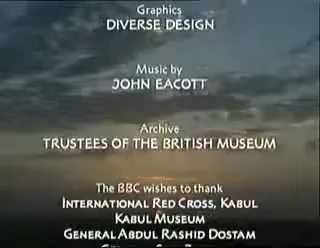 Graphics
DIVERSE DESIGN
Music by
JOHN EACOTT
Archive
TRUSTEES OF THE BRITISH MUSEUM
The BBC wishes to thank
INTERNATIONAL RED CROSS, KABUL
KABUL MUSEUM
GENERAL ABDUL RASHID DOSTAM